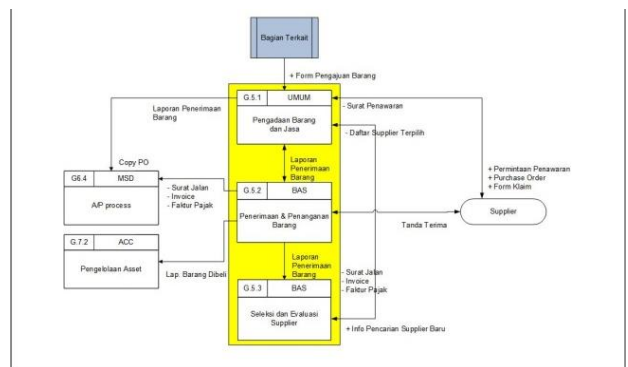 Bagian Terkait
+ Form Pengajuan Barang
G.5.1 UMUM
Pengadaan Barang
dan Jasa
- Surat Penawaran
- Daftar Supplier Terpilih
Laporan Penerimaan
Barang
Copy PO
Laporan
Penerimaan
Barang
G6.4 MSD
A/P process
- Surat Jalan
- Invoice
- Faktur Pajak
G.5.2 BAS
Penerimaan & Penanganan
Barang
+ Permintaan Penawaran
+ Purchase Order
+ Form Klaim
Supplier
Tanda Terima
G.7.2 ACC
Pengelolaan Asset
Lap. Barang Dibeli
Laporan
Penerimaan
Barang
- Surat Jalan
- Invoice
- Faktur Pajak
G.5.3 BAS
Seleksi dan Evaluasi
Supplier
+ Info Pencarian Supplier Baru